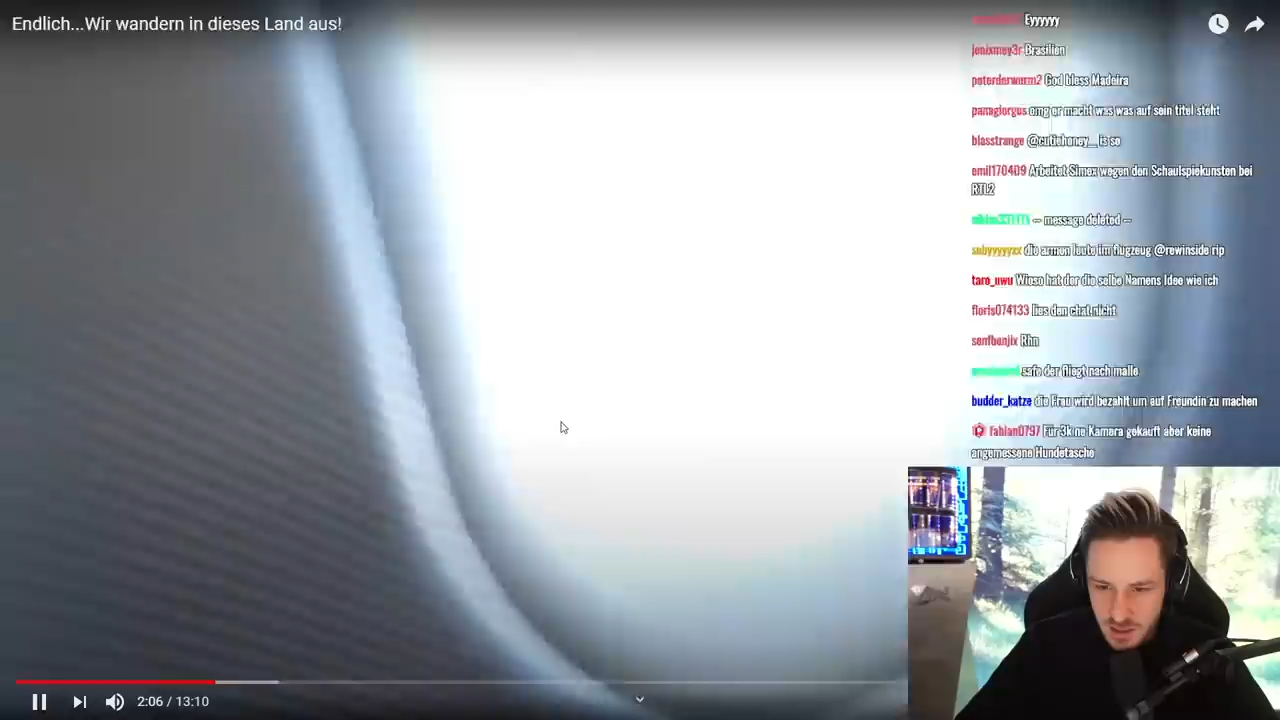 Endlich...Wir wandern in dieses Land aus!
Eyyyyy
jenixmey3r Brasilien
peterderwurm2 God bless Madeira
panagiorgus omg er macht was was auf sein titel steht
blasstrange @cutiehoney__ is so
emil170409 Arbeitet Simex wegen den Schaulspiekunsten bei
RTL2
-- message deleted --
subyyyyzx die armen leute im flugzeug @rewinside rip
taro_uwu Wieso hat der die selbe Namens Idee wie ich
floris074133 lies den chat nicht
senfbenjix Rhn
safe der fliegt nach malle
budder_katze die Frau wird bezahlt um auf Freundin zu machen
fabian0797 Für 3k ne Kamera gekauft aber keine
angemessene Hundetasche
2:06 / 13:10